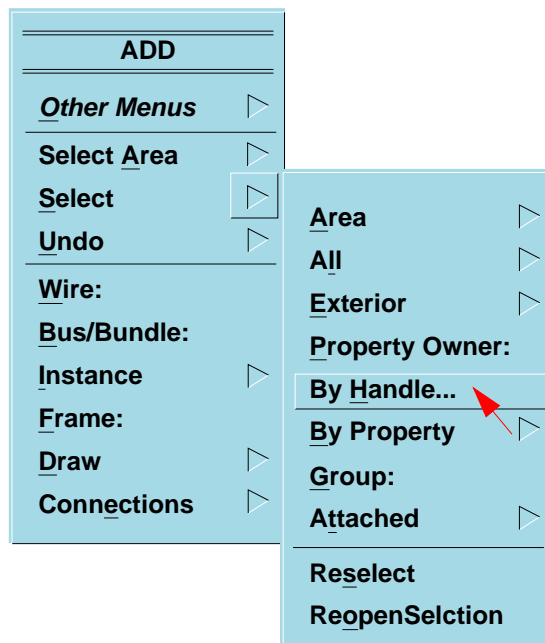 ADD
Other Menus
Select Area
Select
Undo
Wire:
Bus/Bundle:
Instance
Frame:
Draw
Connections
Area
All
Exterior
Property Owner:
By Handle...
By Property
Group:
Attached
Reselect
ReopenSelction